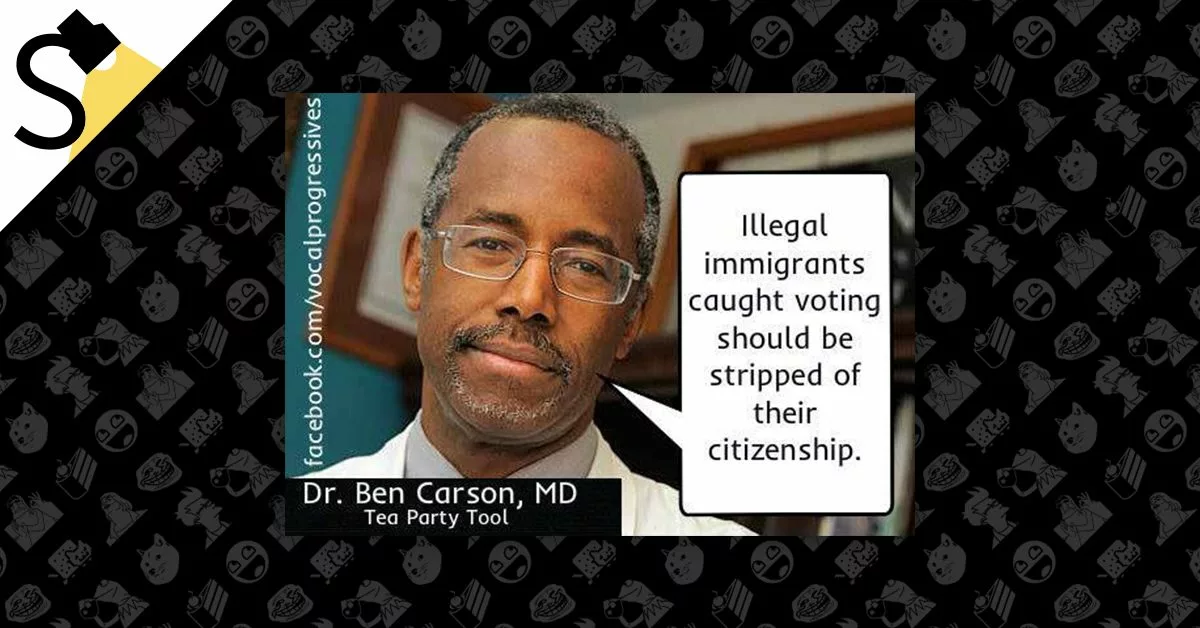 S
facebook.com/vocalprogressives
Illegal
immigrants
caught voting
should be
stripped of
their
citizenship.
Dr. Ben Carson, MD
Tea Party Tool